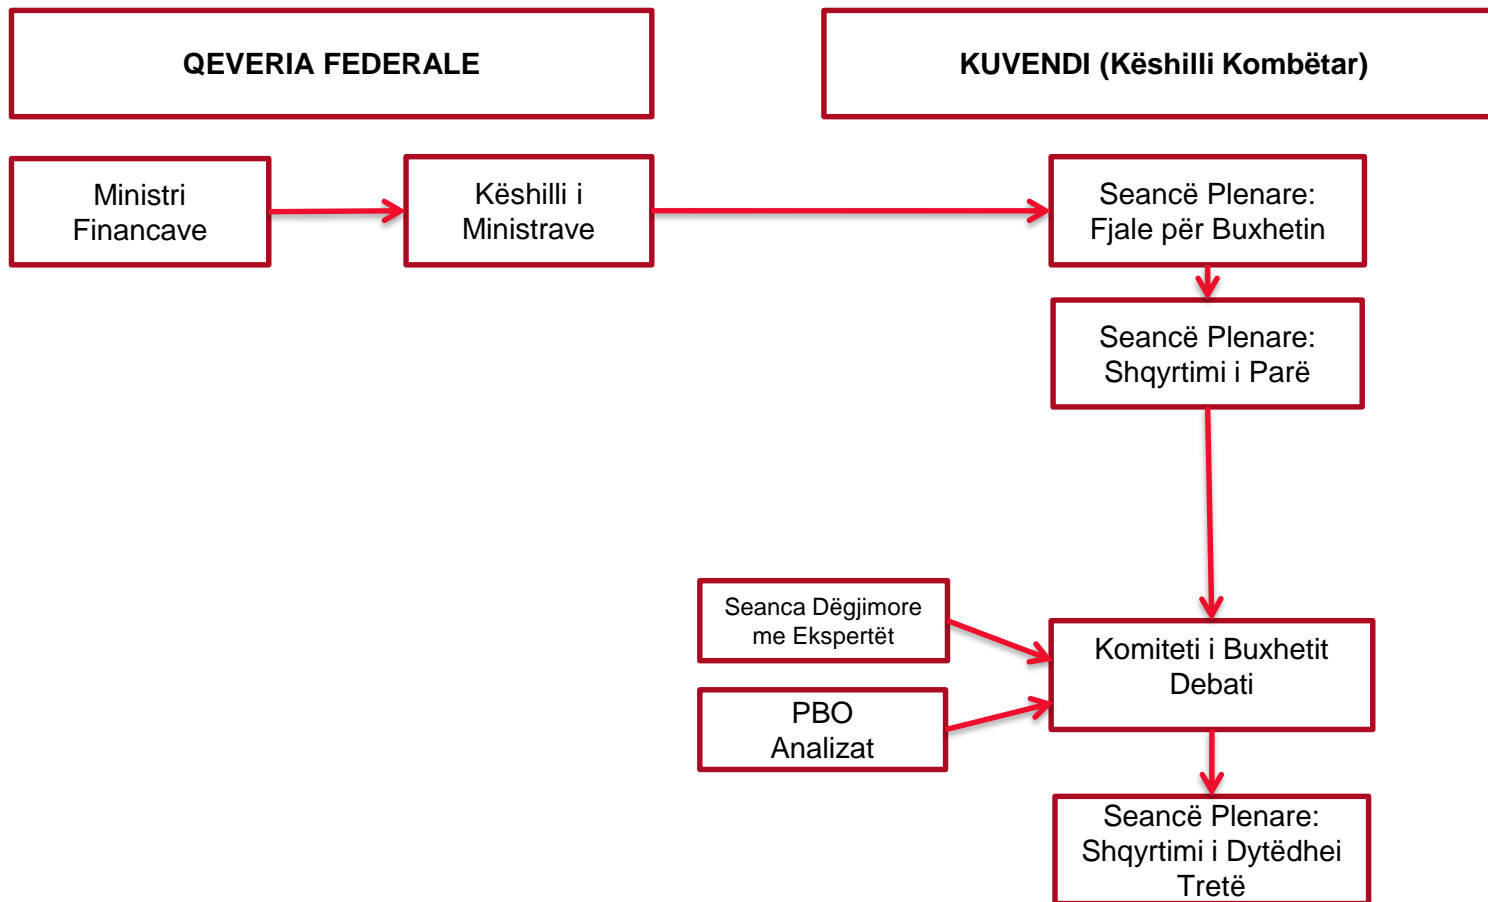 QEVERIA FEDERALE
KUVENDI (Këshilli Kombëtar)
Ministri
Financave
Këshilli i
Ministrave
Seancë Plenare:
Fjale për Buxhetin
Seancë Plenare:
Shqyrtimi i Parë
Seanca Dëgjimore
me Ekspertët
Komiteti i Buxhetit
Debati
PBO
Analizat
Seancë Plenare:
Shqyrtimi i Dytëdhei
Tretë